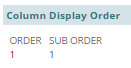 Column Display Order
ORDER SUB ORDER
1 1